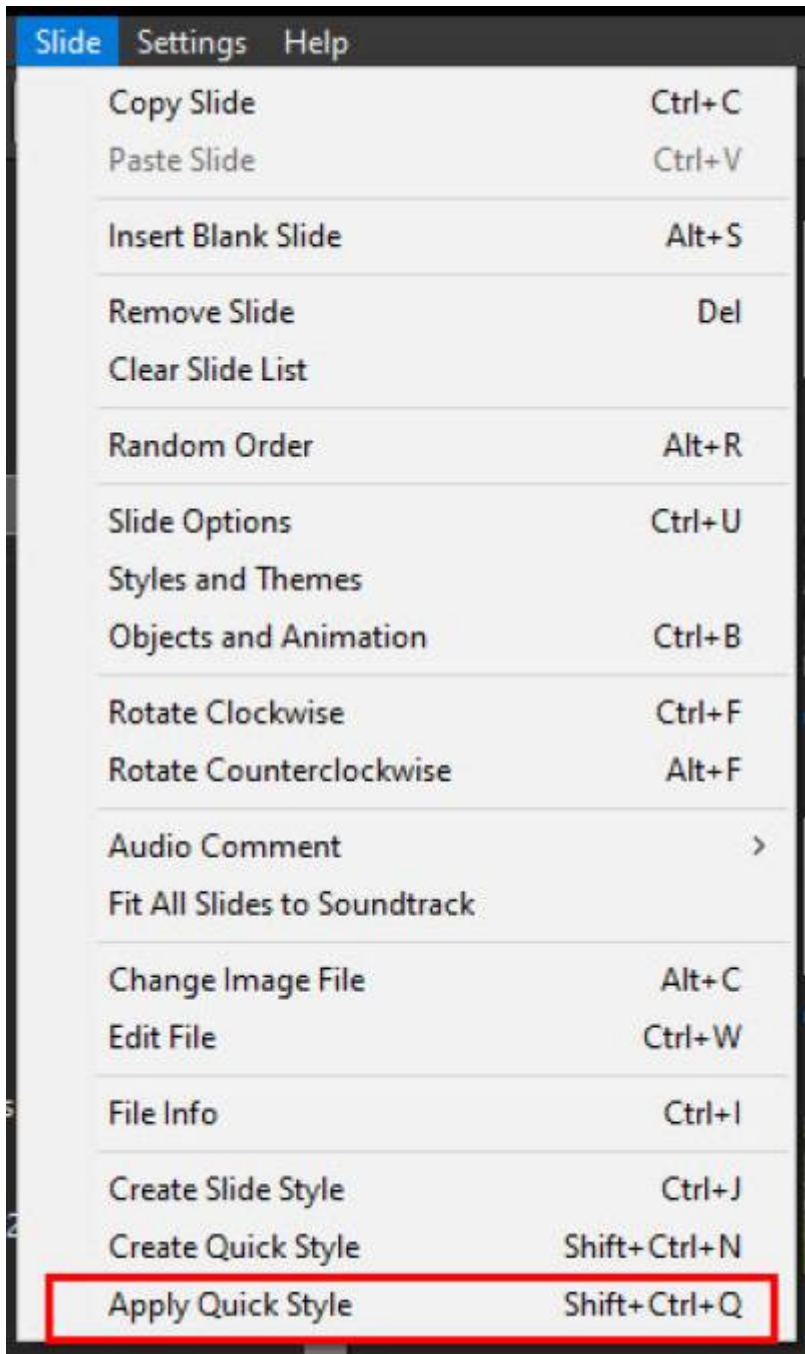 Slide Settings Help
Copy Slide Ctrl+C
Paste Slide Ctrl+V
Insert Blank Slide Alt+S
Remove Slide Del
Clear Slide List
Random Order Alt+R
Slide Options Ctrl+U
Styles and Themes
Objects and Animation Ctrl+B
Rotate Clockwise Ctrl+F
Rotate Counterclockwise Alt+F
Audio Comment >
Fit All Slides to Soundtrack
Change Image File Alt+C
Edit File Ctrl+W
File Info Ctrl+I
Create Slide Style Ctrl+J
Create Quick Style Shift+Ctrl+N
Apply Quick Style Shift+Ctrl+Q